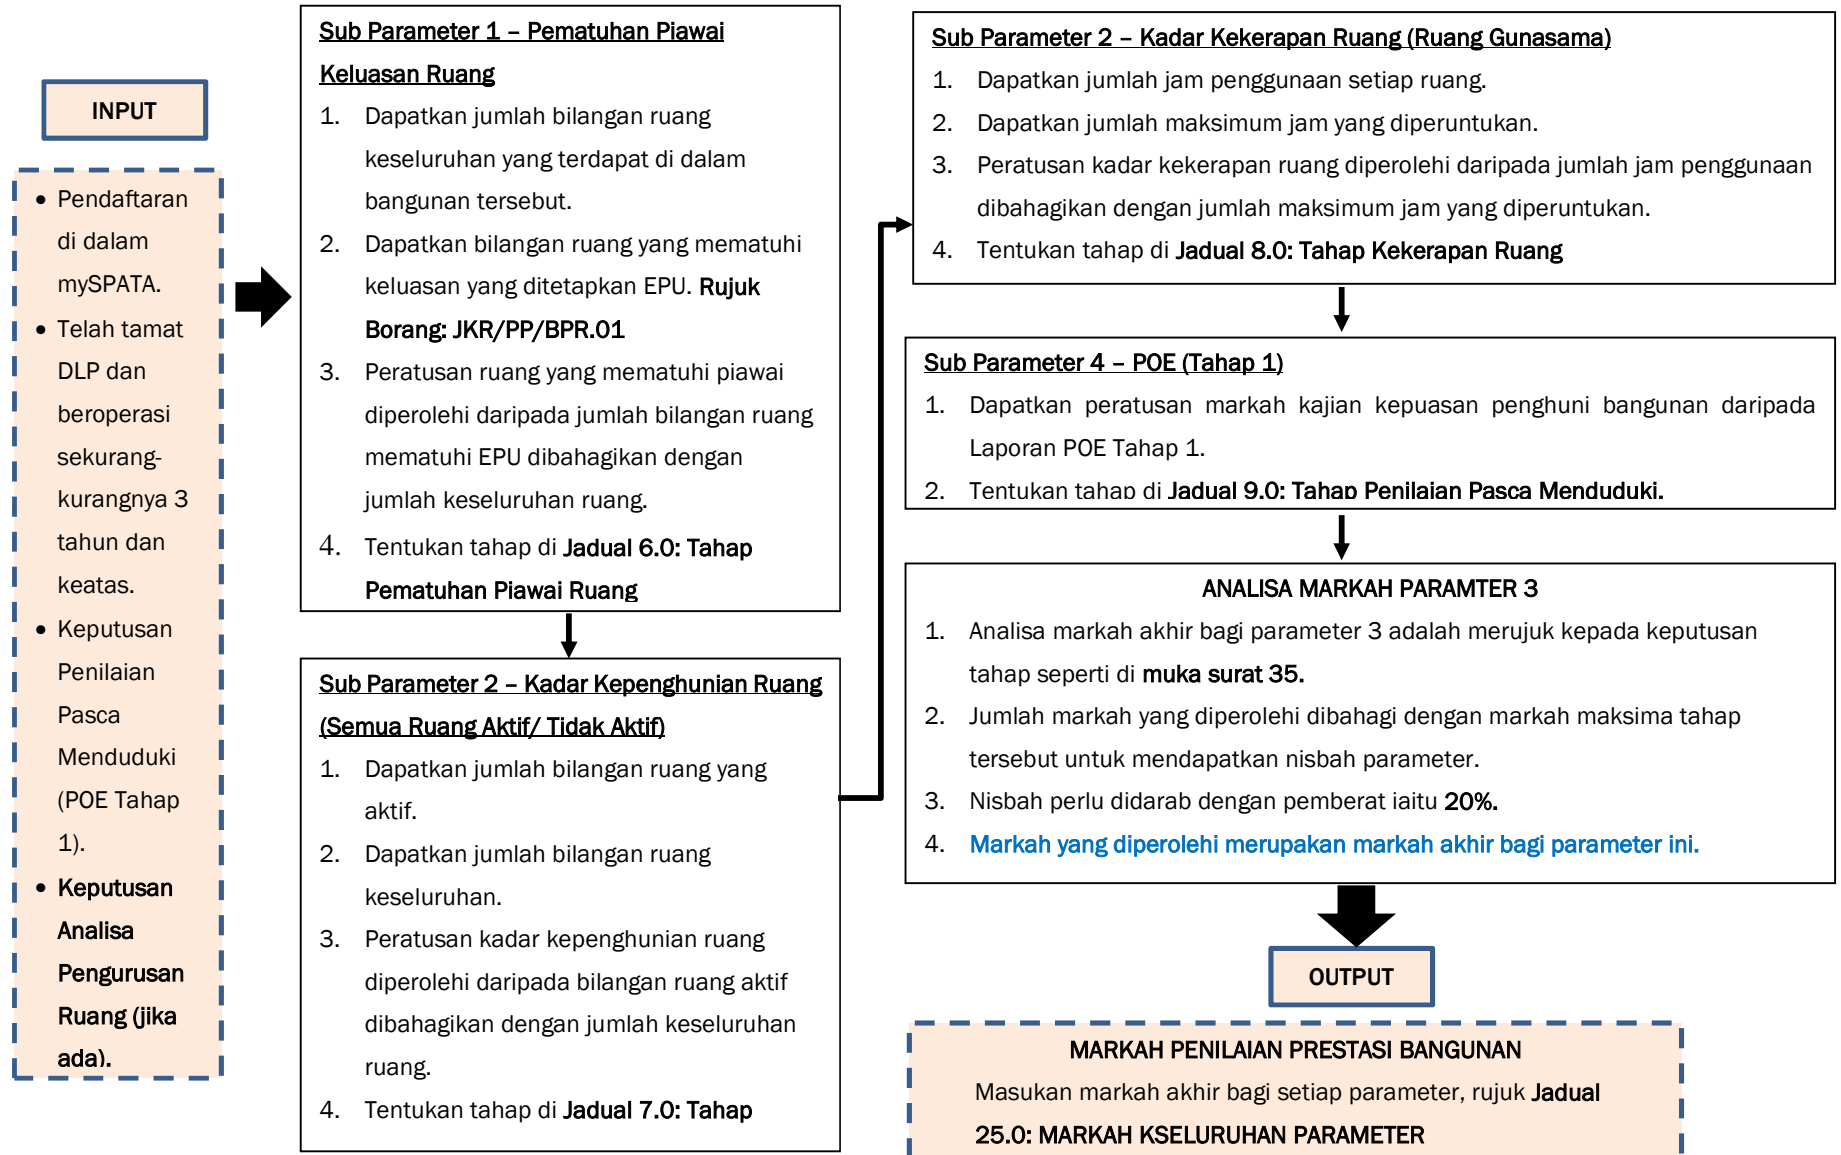 INPUT
• Pendaftaran
di dalam
mySPATA.
• Telah tamat
DLP dan
beroperasi
sekurang-
kurangnya 3
tahun dan
keatas.
• Keputusan
Penilaian
Pasca
Menduduki
(POE Tahap
1).
• Keputusan
Analisa
Pengurusan
Ruang (jika
ada).
Sub Parameter 1 – Pematuhan Piawai
Keluasan Ruang
1. Dapatkan jumlah bilangan ruang
keseluruhan yang terdapat di dalam
bangunan tersebut.
2. Dapatkan bilangan ruang yang mematuhi
keluasan yang ditetapkan EPU. Rujuk
Borang: JKR/PP/BPR.01
3. Peratusan ruang yang mematuhi piawai
diperolehi daripada jumlah bilangan ruang
mematuhi EPU dibahagikan dengan
jumlah keseluruhan ruang.
4. Tentukan tahap di Jadual 6.0: Tahap
Pematuhan Piawai Ruang
Sub Parameter 2 – Kadar Kepenghunian Ruang
(Semua Ruang Aktif/ Tidak Aktif)
1. Dapatkan jumlah bilangan ruang yang
aktif.
2. Dapatkan jumlah bilangan ruang
keseluruhan.
3. Peratusan kadar kepenghunian ruang
diperolehi daripada bilangan ruang aktif
dibahagikan dengan jumlah keseluruhan
ruang.
4. Tentukan tahap di Jadual 7.0: Tahap
Sub Parameter 2 – Kadar Kekerapan Ruang (Ruang Gunasama)
1. Dapatkan jumlah jam penggunaan setiap ruang.
2. Dapatkan jumlah maksimum jam yang diperuntukan.
3. Peratusan kadar kekerapan ruang diperolehi daripada jumlah jam penggunaan
dibahagikan dengan jumlah maksimum jam yang diperuntukan.
4. Tentukan tahap di Jadual 8.0: Tahap Kekerapan Ruang
Sub Parameter 4 – POE (Tahap 1)
1. Dapatkan peratusan markah kajian kepuasan penghuni bangunan daripada
Laporan POE Tahap 1.
2. Tentukan tahap di Jadual 9.0: Tahap Penilaian Pasca Menduduki.
ANALISA MARKAH PARAMTER 3
1. Analisa markah akhir bagi parameter 3 adalah merujuk kepada keputusan
tahap seperti di muka surat 35.
2. Jumlah markah yang diperolehi dibahagi dengan markah maksima tahap
tersebut untuk mendapatkan nisbah parameter.
3. Nisbah perlu didarab dengan pemberat iaitu 20%.
4. Markah yang diperolehi merupakan markah akhir bagi parameter ini.
OUTPUT
MARKAH PENILAIAN PRESTASI BANGUNAN
Masukan markah akhir bagi setiap parameter, rujuk Jadual
25.0: MARKAH KSELURUHAN PARAMETER